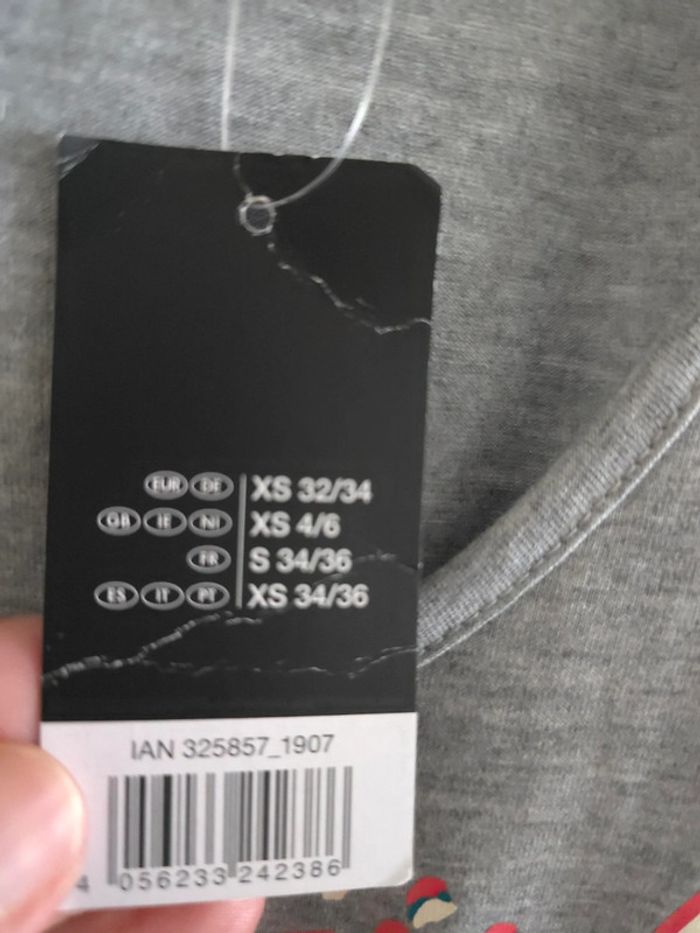 EUR DE XS 32/34
GB IE NI XS 4/6
FR S 34/36
ES IT PT XS 34/36
IAN 325857_1907
4 056233 242386